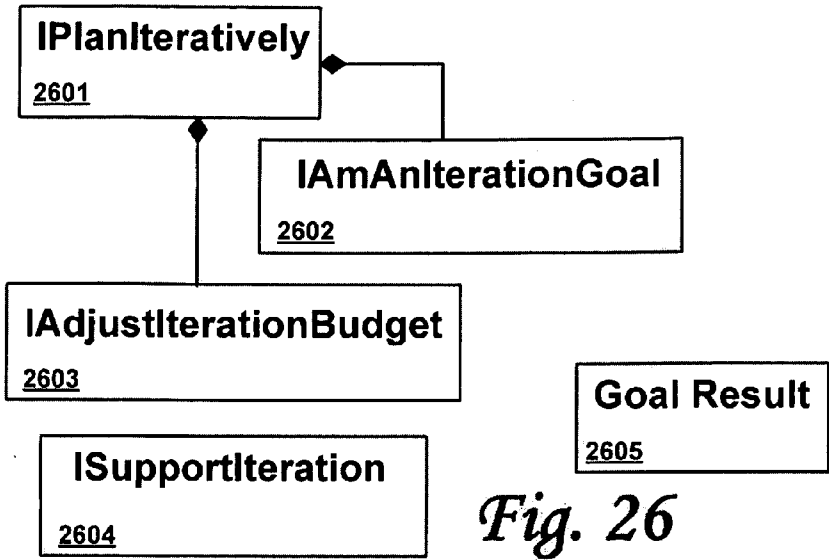 IPlanIteratively
2601
IAmAnIterationGoal
2602
IAdjustIterationBudget
2603
Goal Result
2605
ISupportIteration
2604
Fig. 26